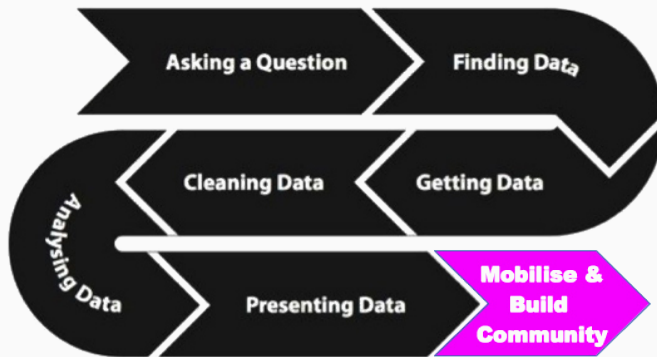 Asking a Question
Finding Data
Getting Data
Cleaning Data
Analysing Data
Presenting Data
Mobilise &
Build
Community